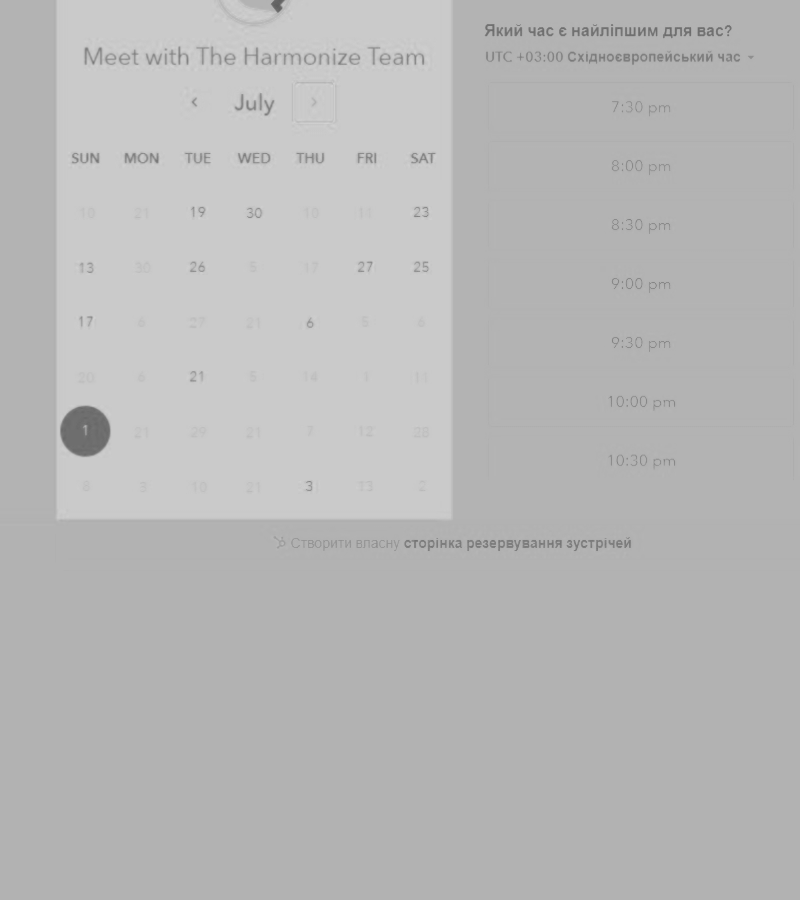 Meet with The Harmonize Team
July
SUN MON TUE WED THU FRI SAT
10 21 19 30 10 23
13 30 26 5 17 27 25
17 6 27 21 6 5 6
20 6 21 5 14 1 11
1 21 29 21 7 12 28
8 3 10 21 3 13 2
Який час є найліпшим для вас?
UTC +03:00 Східноєвропейський час
7:30 pm
8:00 pm
8:30 pm
9:00 pm
9:30 pm
10:00 pm
10:30 pm
Створити власну сторінка резервування зустрічей